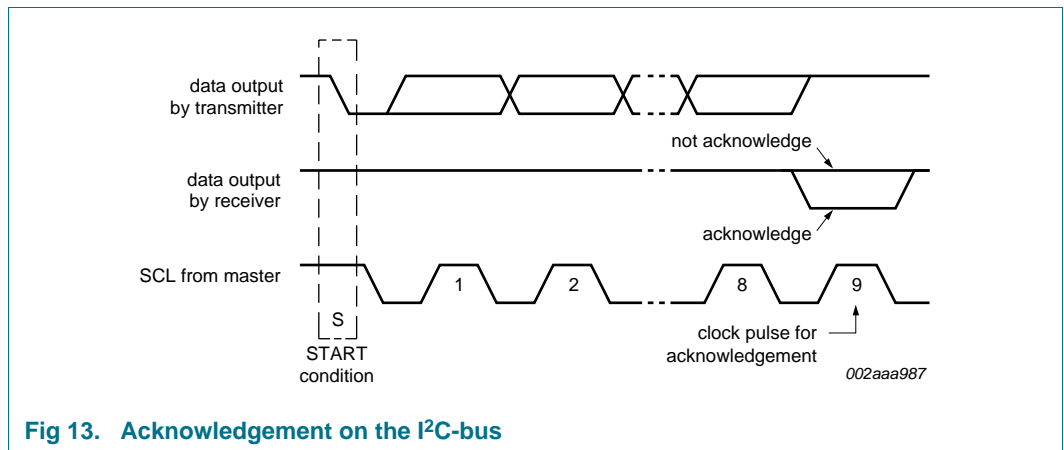 data output
by transmitter
not acknowledge
data output
by receiver
acknowledge
SCL from master
1
2
8
9
S
START
condition
clock pulse for
acknowledgement
002aaa987
Fig 13. Acknowledgement on the I²C-bus